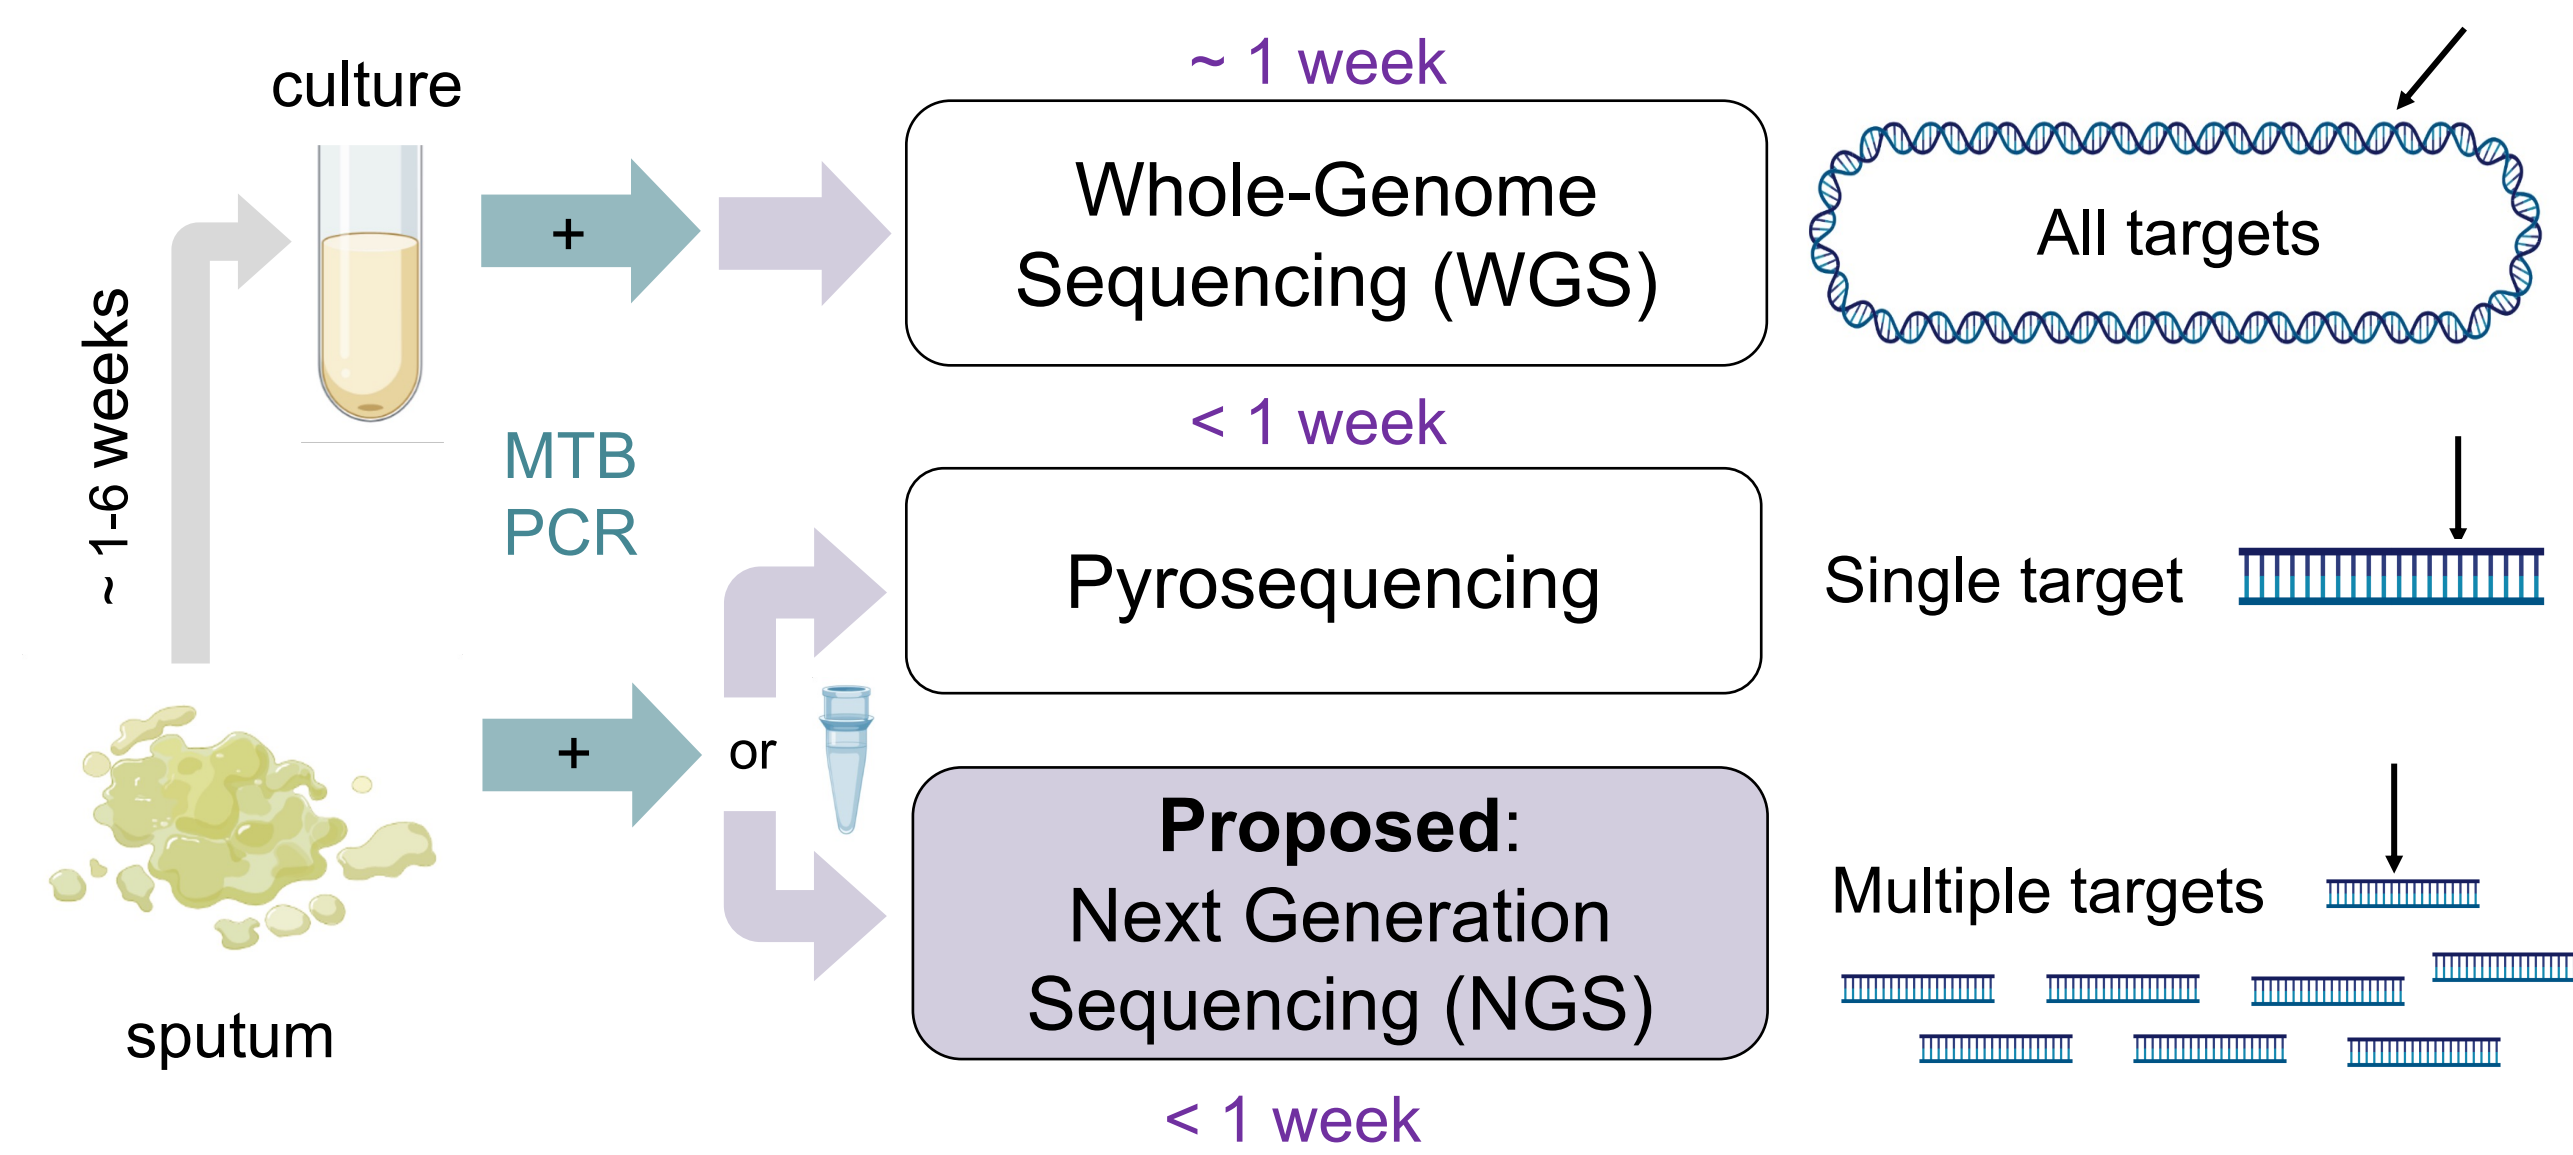 culture
~ 1-6 weeks
sputum
+
MTB
PCR
+
or
~ 1 week
Whole-Genome
Sequencing (WGS)
All targets
< 1 week
Pyrosequencing
Single target
Proposed:
Next Generation
Sequencing (NGS)
< 1 week
Multiple targets